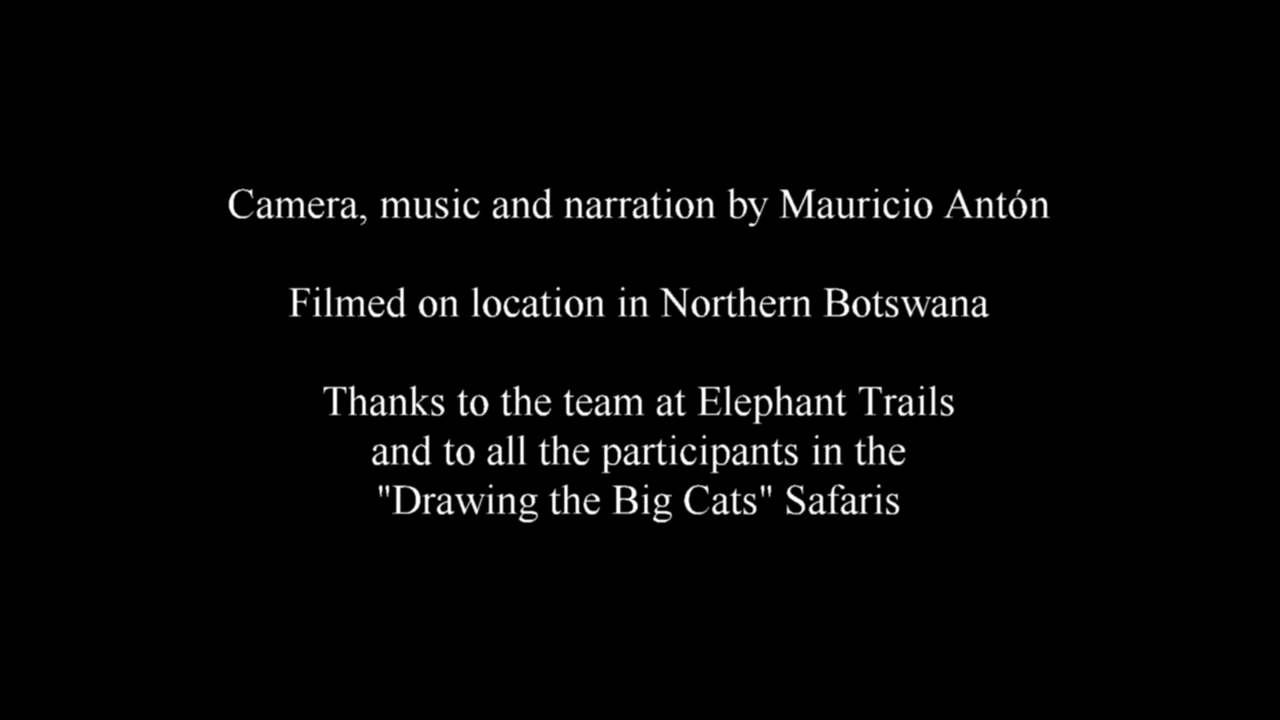 Camera, music and narration by Mauricio Antón
Filmed on location in Northern Botswana
Thanks to the team at Elephant Trails
and to all the participants in the
"Drawing the Big Cats" Safaris